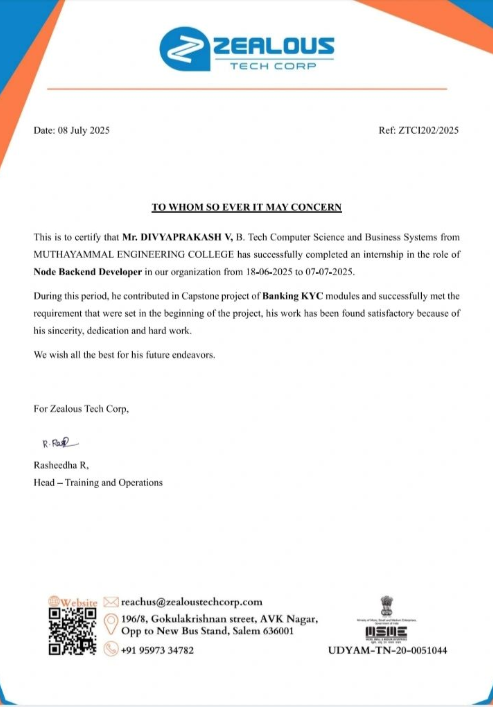 ZEALOUS
TECH CORP
Date: 08 July 2025
Ref: ZTCI202/2025
TO WHOM SO EVER IT MAY CONCERN
This is to certify that Mr. DIVYAPRAKASH V, B. Tech Computer Science and Business Systems from
MUTHAYAMMAL ENGINEERING COLLEGE has successfully completed an internship in the role of
Node Backend Developer in our organization from 18-06-2025 to 07-07-2025.
During this period, he contributed in Capstone project of Banking KYC modules and successfully met the
requirement that were set in the beginning of the project, his work has been found satisfactory because of
his sincerity, dedication and hard work.
We wish all the best for his future endeavors.
For Zealous Tech Corp,
Rasheedha R,
Head – Training and Operations
Website
reachus@zealoustechcorp.com
196/8, Gokulakrishnan street, AVK Nagar,
Opp to New Bus Stand, Salem 636001
+91 95973 34782
MSME
UDYAM-TN-20-0051044